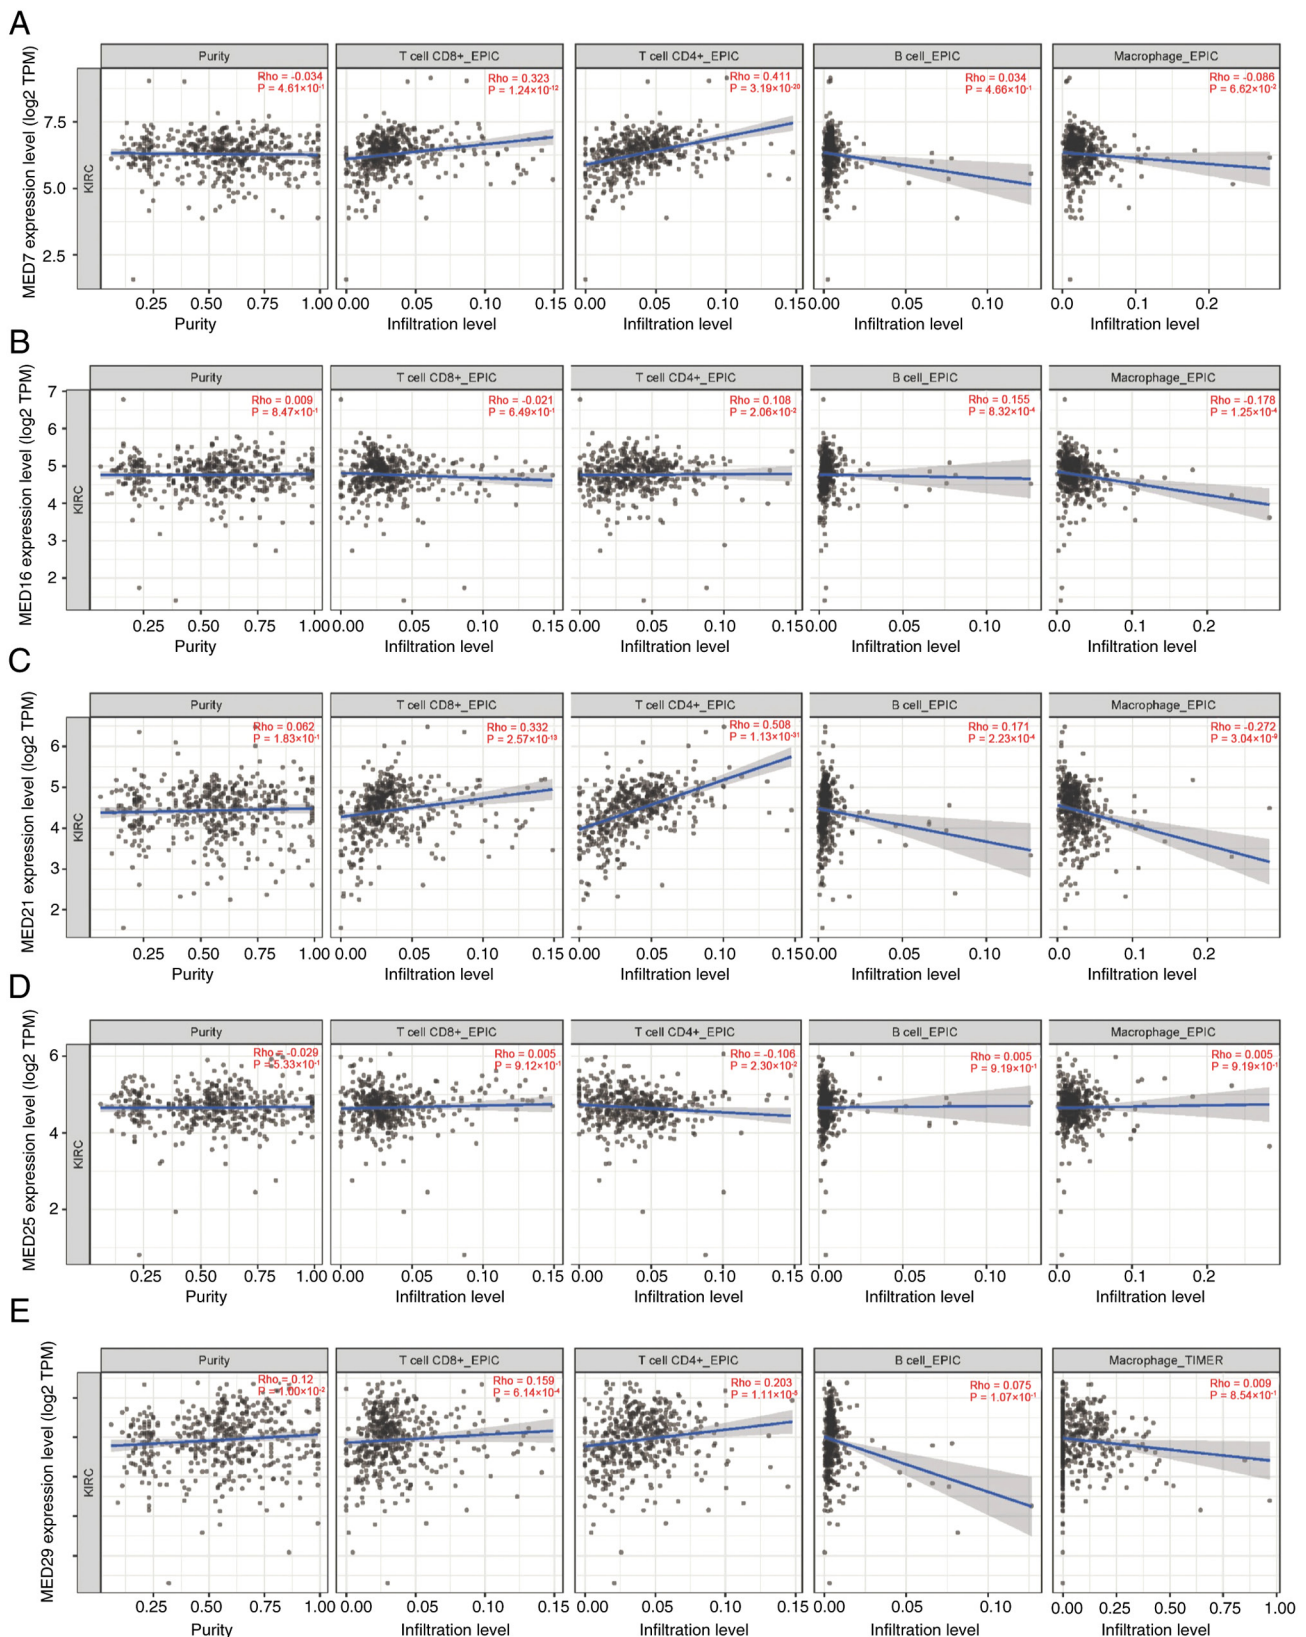 A
Purity
T cell CD8+_EPIC
T cell CD4+_EPIC
B cell_EPIC
Macrophage_EPIC
MED7 expression level (log2 TPM)
KIRC
7.5
5.0
2.5
Rho = -0.034
P = 4.61×10⁻¹
Rho = 0.323
P = 1.24×10⁻¹²
Rho = 0.411
P = 3.19×10⁻²⁰
Rho = 0.034
P = 4.66×10⁻¹
Rho = -0.086
P = 6.62×10⁻²
0.25 0.50 0.75 1.00 0.00 0.05 0.10 0.15 0.00 0.05 0.10 0.15 0.00 0.05 0.10 0.0 0.1 0.2
Purity Infiltration level Infiltration level Infiltration level Infiltration level
B
Purity
T cell CD8+_EPIC
T cell CD4+_EPIC
B cell_EPIC
Macrophage_EPIC
MED16 expression level (log2 TPM)
KIRC
7
6
5
4
3
2
Rho = 0.009
P = 8.47×10⁻¹
Rho = -0.021
P = 6.49×10⁻¹
Rho = 0.108
P = 2.06×10⁻²
Rho = 0.155
P = 8.32×10⁻⁴
Rho = -0.178
P = 1.25×10⁻⁴
0.25 0.50 0.75 1.00 0.00 0.05 0.10 0.15 0.00 0.05 0.10 0.15 0.00 0.05 0.10 0.0 0.1 0.2
Purity Infiltration level Infiltration level Infiltration level Infiltration level
C
Purity
T cell CD8+_EPIC
T cell CD4+_EPIC
B cell_EPIC
Macrophage_EPIC
MED21 expression level (log2 TPM)
KIRC
6
5
4
3
2
Rho = 0.062
P = 1.83×10⁻¹
Rho = 0.332
P = 2.57×10⁻¹³
Rho = 0.508
P = 1.13×10⁻³¹
Rho = 0.171
P = 2.23×10⁻⁴
Rho = -0.272
P = 3.04×10⁻⁹
0.25 0.50 0.75 1.00 0.00 0.05 0.10 0.15 0.00 0.05 0.10 0.15 0.00 0.05 0.10 0.0 0.1 0.2
Purity Infiltration level Infiltration level Infiltration level Infiltration level
D
Purity
T cell CD8+_EPIC
T cell CD4+_EPIC
B cell_EPIC
Macrophage_EPIC
MED25 expression level (log2 TPM)
KIRC
6
4
2
Rho = -0.029
P = 5.33×10⁻¹
Rho = 0.005
P = 9.12×10⁻¹
Rho = -0.106
P = 2.30×10⁻²
Rho = 0.005
P = 9.19×10⁻¹
Rho = 0.005
P = 9.19×10⁻¹
0.25 0.50 0.75 1.00 0.00 0.05 0.10 0.15 0.00 0.05 0.10 0.15 0.00 0.05 0.10 0.0 0.1 0.2
Purity Infiltration level Infiltration level Infiltration level Infiltration level
E
Purity
T cell CD8+_EPIC
T cell CD4+_EPIC
B cell_EPIC
Macrophage_TIMER
MED29 expression level (log2 TPM)
KIRC
Rho = 0.12
P = 1.00×10⁻²
Rho = 0.159
P = 6.14×10⁻⁴
Rho = 0.203
P = 1.11×10⁻⁵
Rho = 0.075
P = 1.07×10⁻¹
Rho = 0.009
P = 8.54×10⁻¹
0.25 0.50 0.75 1.00 0.00 0.05 0.10 0.15 0.00 0.05 0.10 0.15 0.00 0.05 0.10 0.00 0.25 0.50 0.75 1.00
Purity Infiltration level Infiltration level Infiltration level Infiltration level